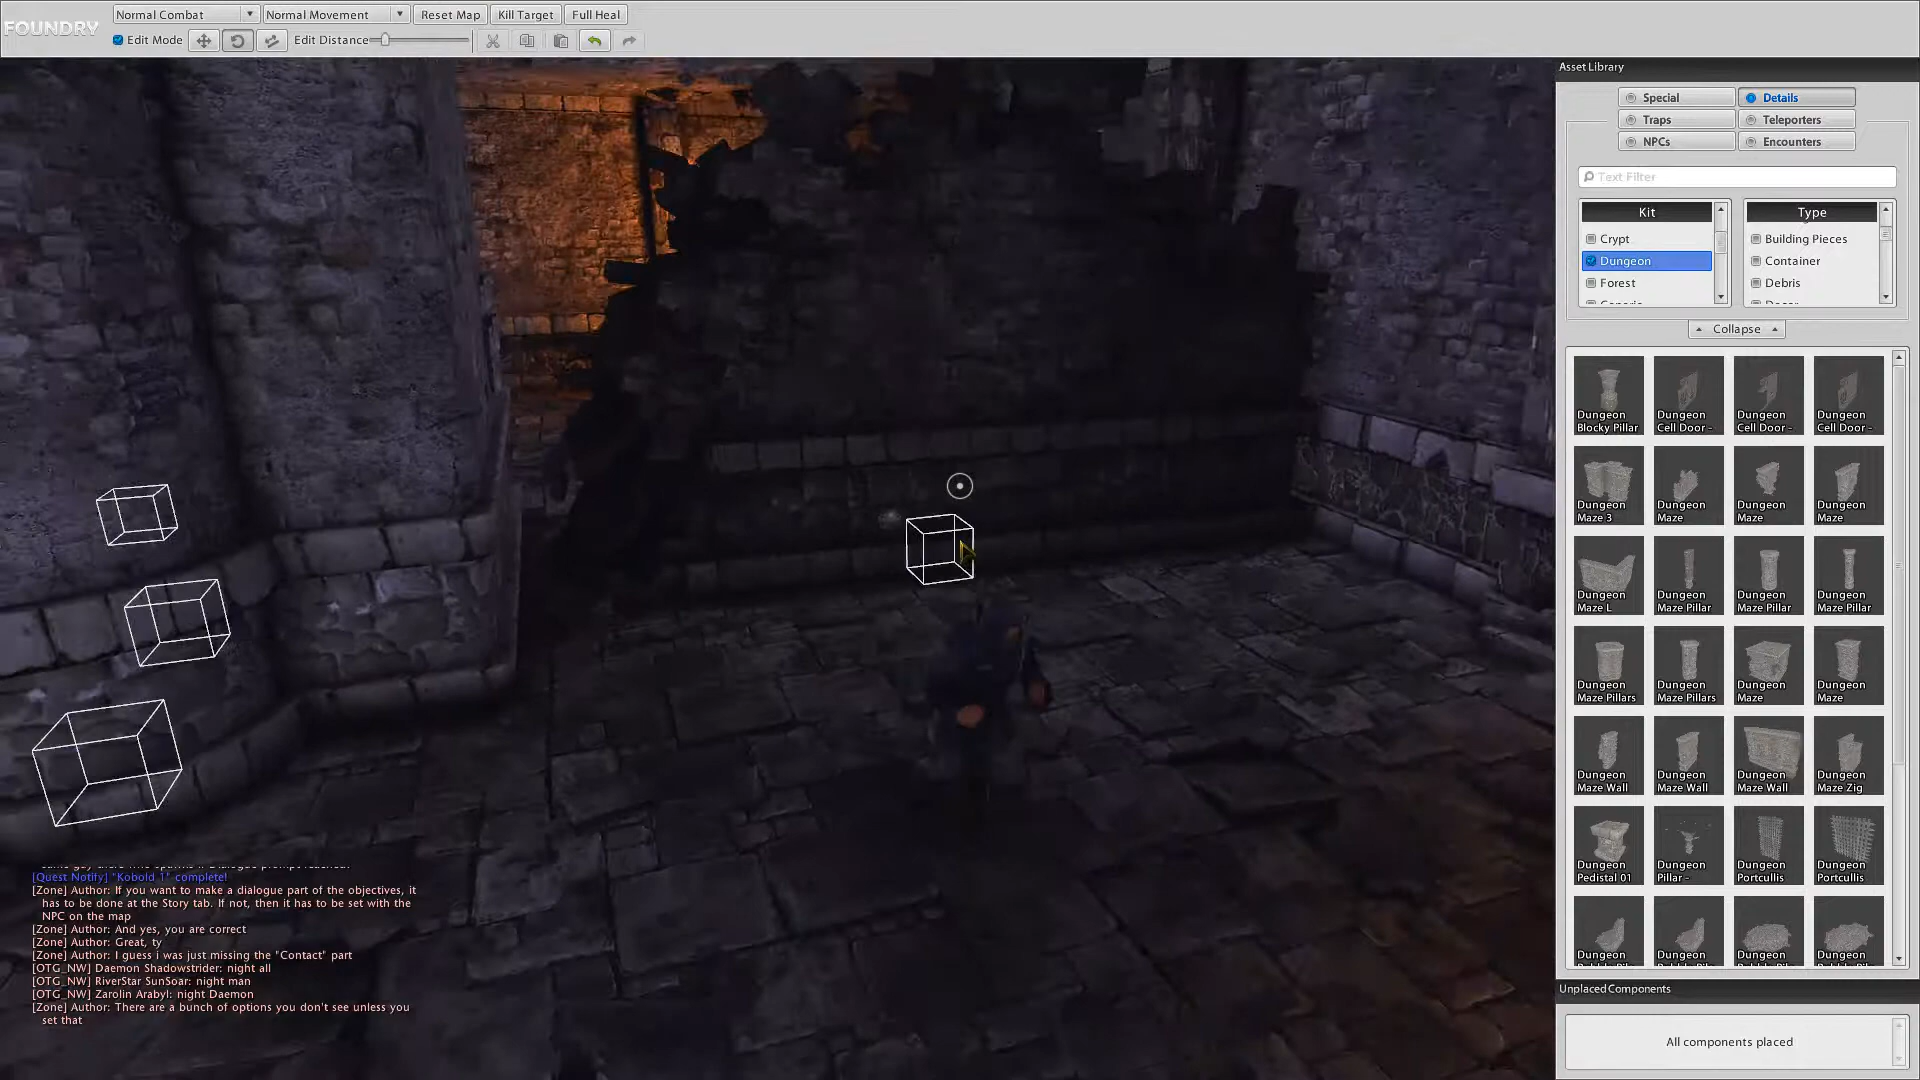 FOUNDRY
Normal Combat
Normal Movement
Reset Map
Kill Target
Full Heal
Edit Mode
Edit Distance
Asset Library
Special
Details
Traps
Teleporters
NPCs
Encounters
Text Filter
Kit
Type
Crypt
Building Pieces
Dungeon
Container
Forest
Debris
Collapse
Dungeon
Blocky Pillar
Dungeon
Cell Door -
Dungeon
Cell Door -
Dungeon
Cell Door -
Dungeon
Maze 3
Dungeon
Maze
Dungeon
Maze
Dungeon
Maze
Dungeon
Maze L
Dungeon
Maze Pillar
Dungeon
Maze Pillar
Dungeon
Maze Pillar
Dungeon
Maze Pillars
Dungeon
Maze Pillars
Dungeon
Maze
Dungeon
Maze
Dungeon
Maze Wall
Dungeon
Maze Wall
Dungeon
Maze Wall
Dungeon
Maze Zig
Dungeon
Pedistal 01
Dungeon
Pillar -
Dungeon
Portcullis
Dungeon
Portcullis
Dungeon
Dungeon
Dungeon
Dungeon
Unplaced Components
All components placed
[Quest Notify] "Kobold 1" complete!
[Zone] Author: If you want to make a dialogue part of the objectives, it
has to be done at the Story tab. If not, then it has to be set with the
NPC on the map
[Zone] Author: And yes, you are correct
[Zone] Author: Great, ty
[Zone] Author: I guess i was just missing the "Contact" part
[OTG_NW] Daemon Shadowstrider: night all
[OTG_NW] RiverStar SunSoar: night man
[OTG_NW] Zarolin Arabyl: night Daemon
[Zone] Author: There are a bunch of options you don't see unless you
set that